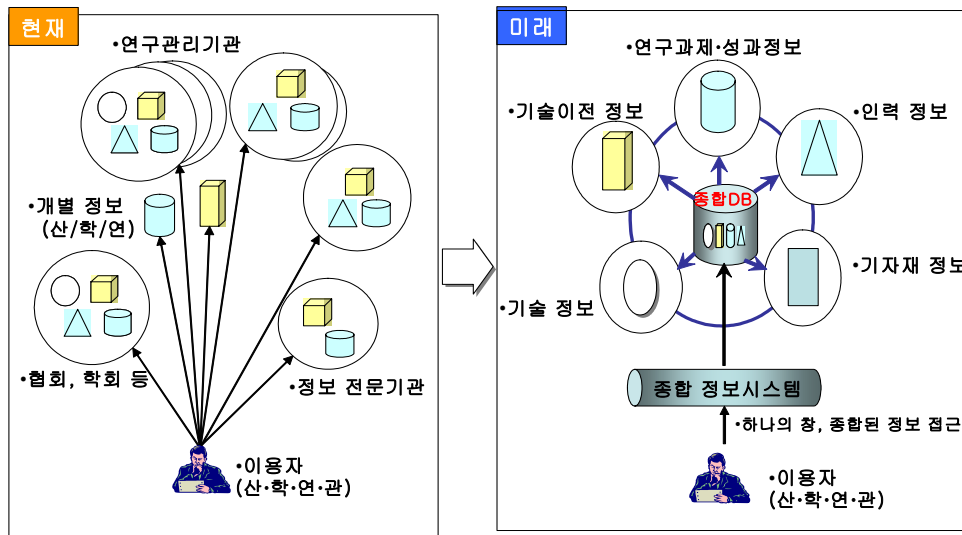 현재
•연구관리기관
•개별 정보
(산/학/연)
•협회, 학회 등
•정보 전문기관
•이용자
(산·학·연·관)
미래
•연구과제·성과정보
•기술이전 정보
•인력 정보
종합DB
•기자재 정보
•기술 정보
종합 정보시스템
•하나의 창, 종합된 정보 접근
•이용자
(산·학·연·관)